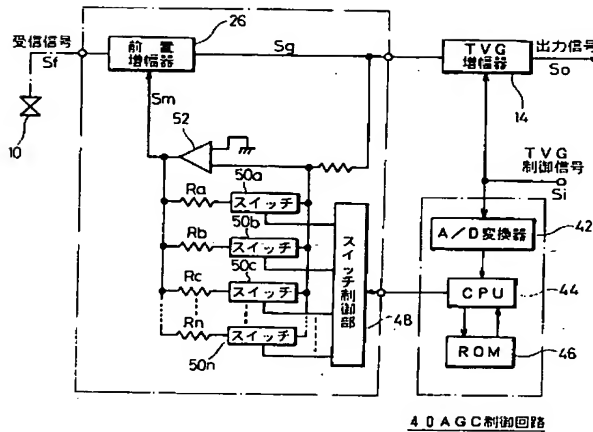 受信信号
Sf
10
26
前置
増幅器
Sg
TVG
増幅器
14
出力信号
So
Sm
52
TVG
制御信号
Si
Ra
50a
スイッチ
Rb
50b
スイッチ
Rc
50c
スイッチ
Rn
50n
スイッチ
スイッチ制御部
48
A/D変換器
42
CPU
44
ROM
46
40AGC制御回路